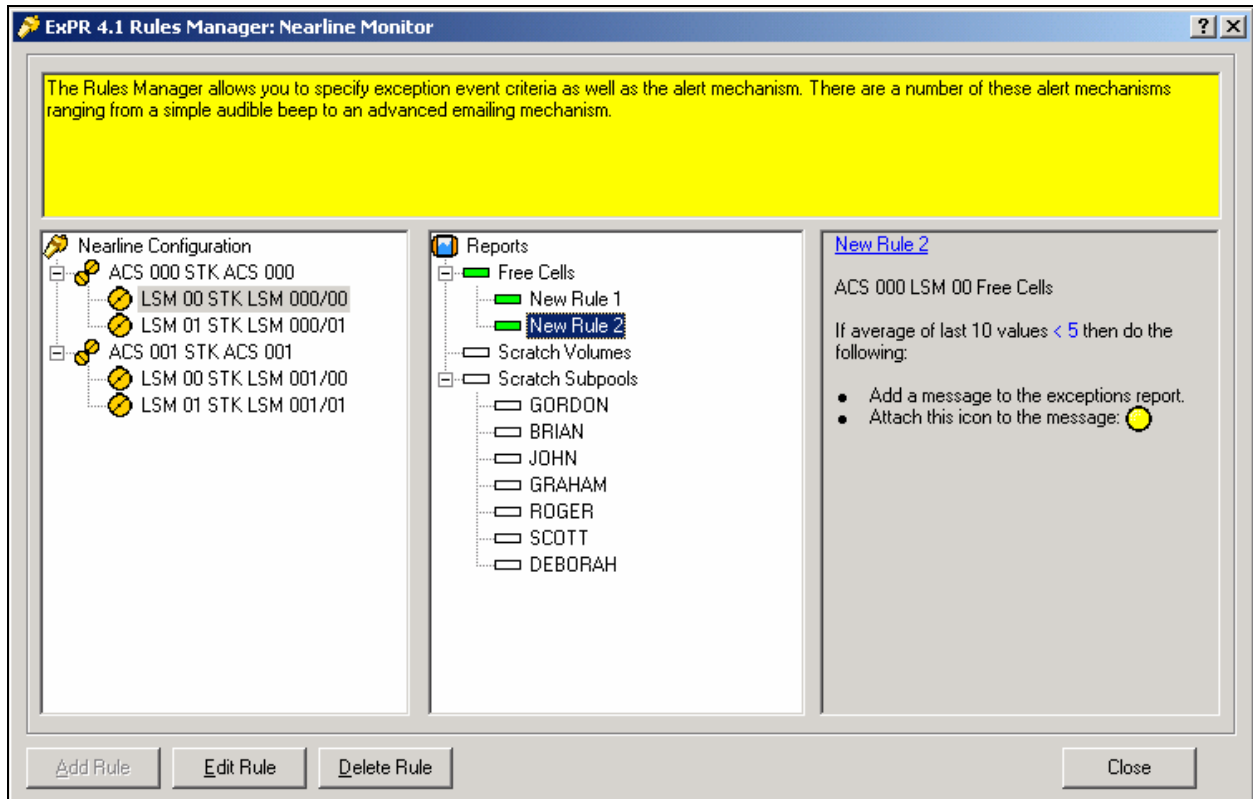 ExPR 4.1 Rules Manager: Nearline Monitor
The Rules Manager allows you to specify exception event criteria as well as the alert mechanism. There are a number of these alert mechanisms
ranging from a simple audible beep to an advanced emailing mechanism.
Nearline Configuration
ACS 000 STK ACS 000
LSM 00 STK LSM 000/00
LSM 01 STK LSM 000/01
ACS 001 STK ACS 001
LSM 00 STK LSM 001/00
LSM 01 STK LSM 001/01
Reports
Free Cells
New Rule 1
New Rule 2
Scratch Volumes
Scratch Subpools
GORDON
BRIAN
JOHN
GRAHAM
ROGER
SCOTT
DEBORAH
New Rule 2
ACS 000 LSM 00 Free Cells
If average of last 10 values < 5 then do the
following:
● Add a message to the exceptions report.
● Attach this icon to the message:
Add Rule
Edit Rule
Delete Rule
Close